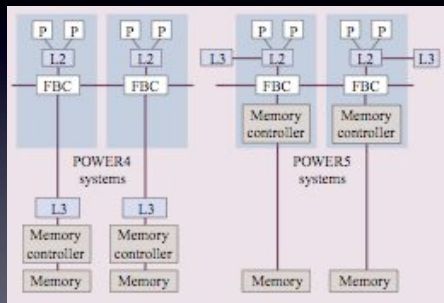 P P P P
L2 L2
FBC FBC
POWER4
systems
L3 L3
Memory
controller
Memory
controller
Memory Memory
P P P P
L3 L2 L2 L3
FBC FBC
Memory
controller
Memory
controller
POWER5
systems
Memory Memory